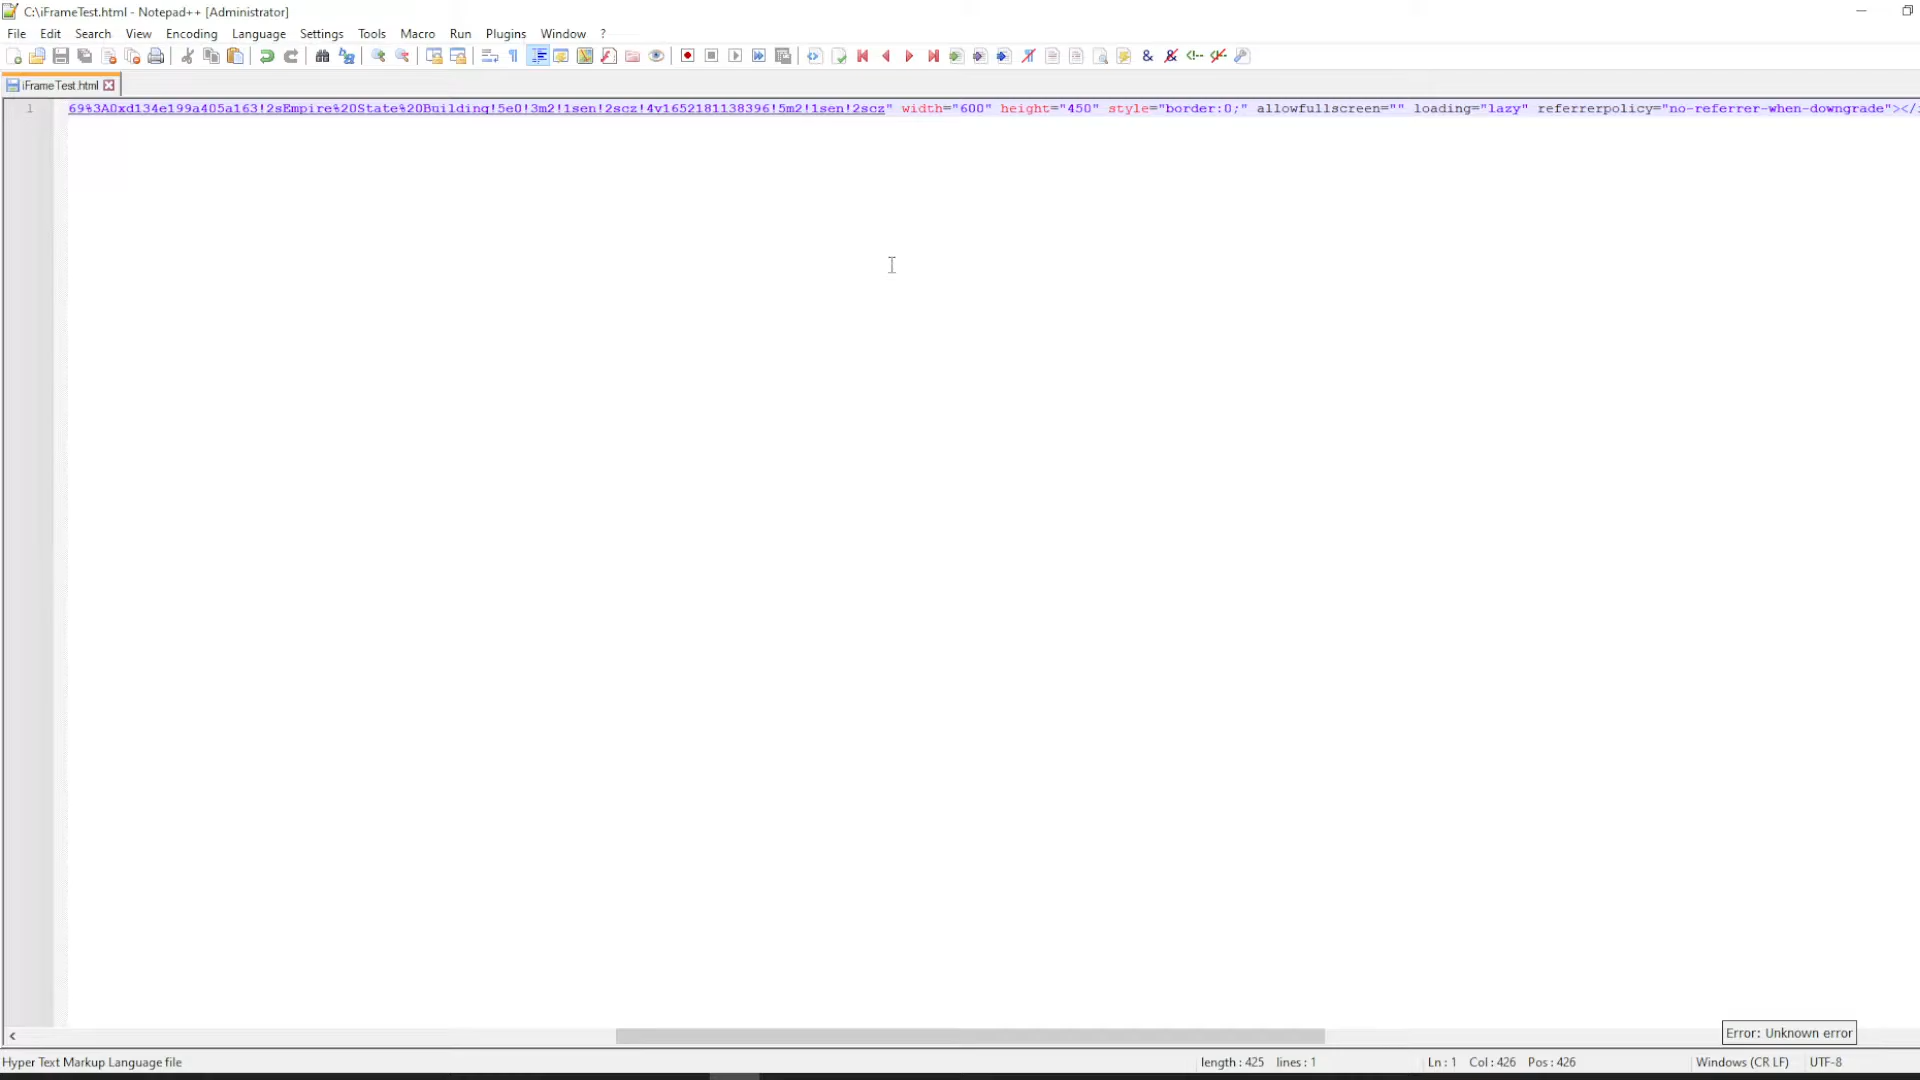 C:\iFrameTest.html - Notepad++ [Administrator]
File Edit Search View Encoding Language Settings Tools Macro Run Plugins Window ?
iFrameTest.html
1 69%3A0xd134e199a405a163!2sEmpire%20State%20Building!5e0!3m2!1sen!2scz!4v1652181138396!5m2!1sen!2scz" width="600" height="450" style="border:0;" allowfullscreen="" loading="lazy" referrerpolicy="no-referrer-when-downgrade"></
Error: Unknown error
Hyper Text Markup Language file length : 425 lines : 1 Ln : 1 Col : 426 Pos : 426 Windows (CR LF) UTF-8